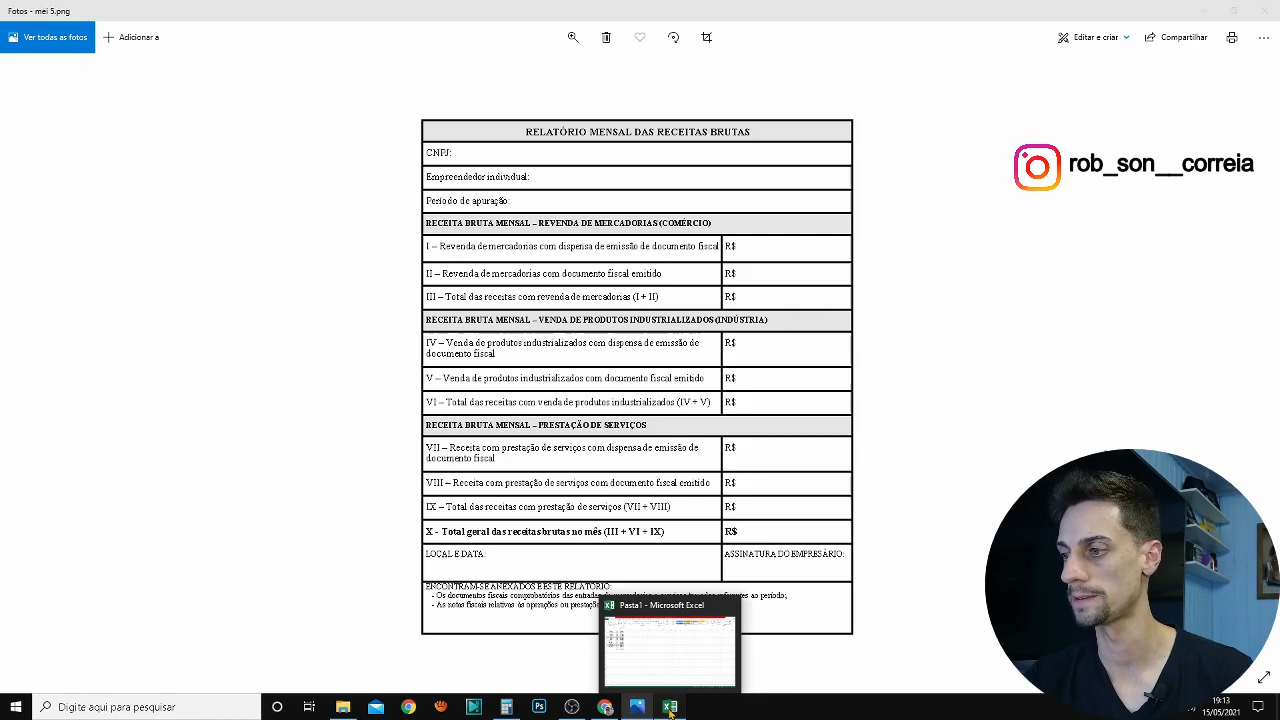 Fotos - mei 5.png
Ver todas as fotos
Adicionar a
Editar e criar
Compartilhar
RELATÓRIO MENSAL DAS RECEITAS BRUTAS
CNPJ:
Empreendedor individual:
Período de apuração:
RECEITA BRUTA MENSAL – REVENDA DE MERCADORIAS (COMÉRCIO)
I – Revenda de mercadorias com dispensa de emissão de documento fiscal R$
II – Revenda de mercadorias com documento fiscal emitido R$
III – Total das receitas com revenda de mercadorias (I + II) R$
RECEITA BRUTA MENSAL – VENDA DE PRODUTOS INDUSTRIALIZADOS (INDÚSTRIA)
IV – Venda de produtos industrializados com dispensa de emissão de R$
documento fiscal
V – Venda de produtos industrializados com documento fiscal emitido R$
VI – Total das receitas com venda de produtos industrializados (IV + V) R$
RECEITA BRUTA MENSAL – PRESTAÇÃO DE SERVIÇOS
VII – Receita com prestação de serviços com dispensa de emissão de R$
documento fiscal
VIII – Receita com prestação de serviços com documento fiscal emitido R$
IX – Total das receitas com prestação de serviços (VII + VIII) R$
X - Total geral das receitas brutas no mês (III + VI + IX) R$
LOCAL E DATA: ASSINATURA DO EMPRESÁRIO:
ENCONTRAM-SE ANEXADOS A ESTE RELATÓRIO:
- Os documentos fiscais comprobatórios das entradas de mercadorias e serviços tomados referentes ao período;
- As notas fiscais relativas às operações ou prestações
rob_son__correia
Pasta1 - Microsoft Excel
Digite aqui para pesquisar
19:13
15/05/2021